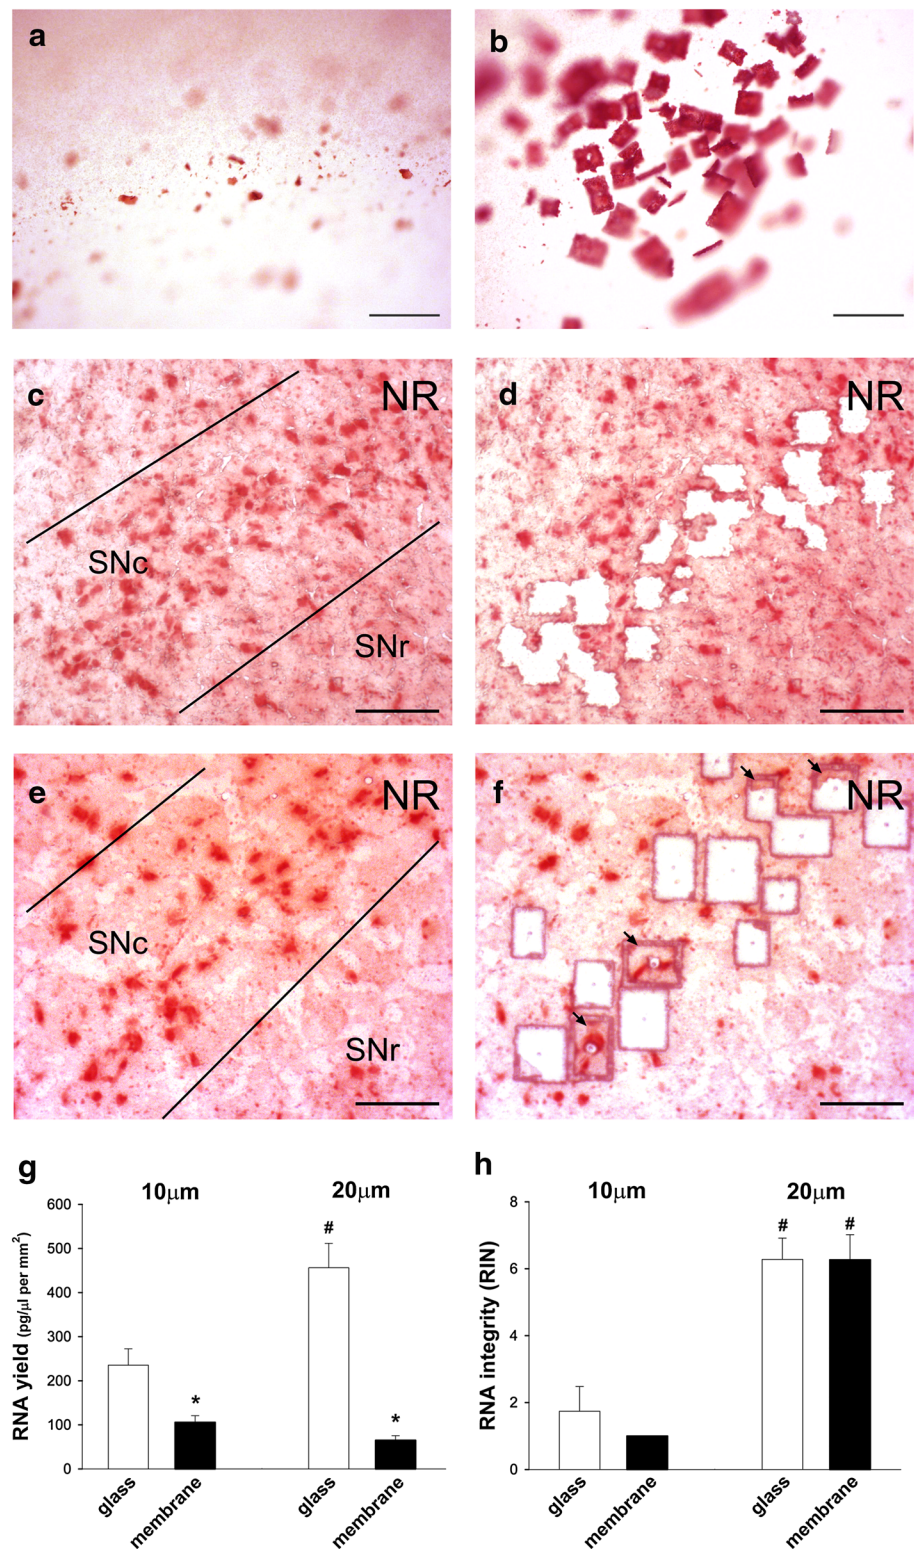 a
b
c
NR
SNc
SNr
d
NR
e
NR
SNc
SNr
f
NR
g
10μm
20μm
RNA yield (pg/μl per mm²)
600
500
400
300
200
100
0
*
#
*
glass
membrane
glass
membrane
h
10μm
20μm
RNA integrity (RIN)
8
6
4
2
0
#
#
glass
membrane
glass
membrane